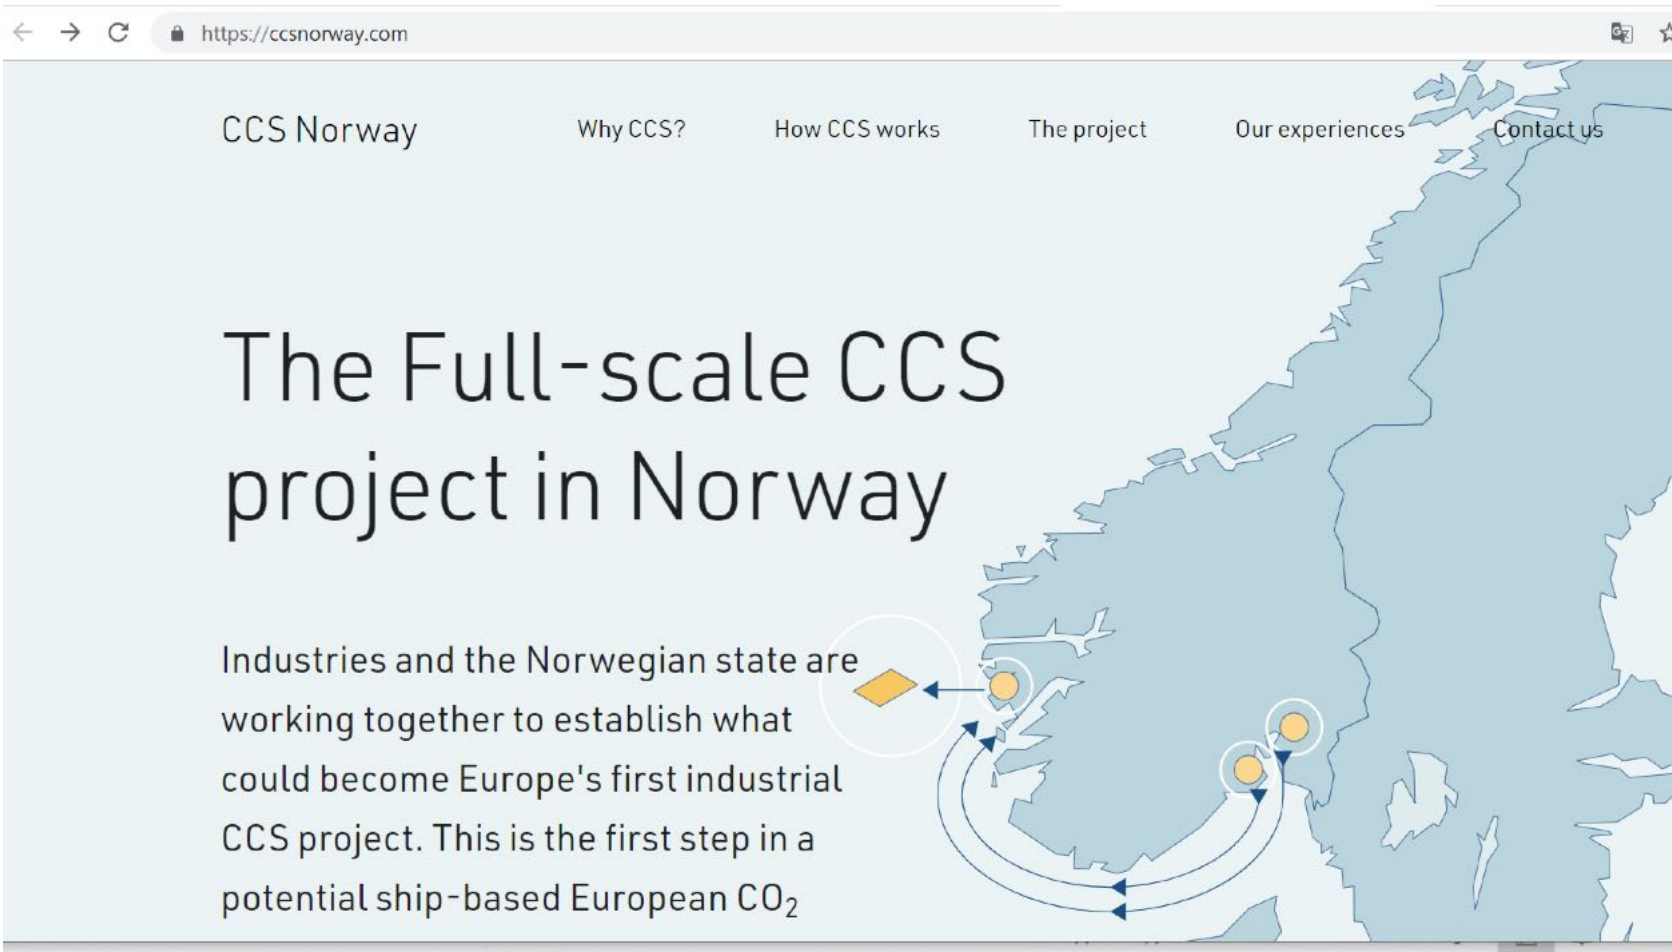 https://ccsnorway.com
CCS Norway
Why CCS?
How CCS works
The project
Our experiences
Contact us
The Full-scale CCS
project in Norway
Industries and the Norwegian state are
working together to establish what
could become Europe's first industrial
CCS project. This is the first step in a
potential ship-based European CO₂